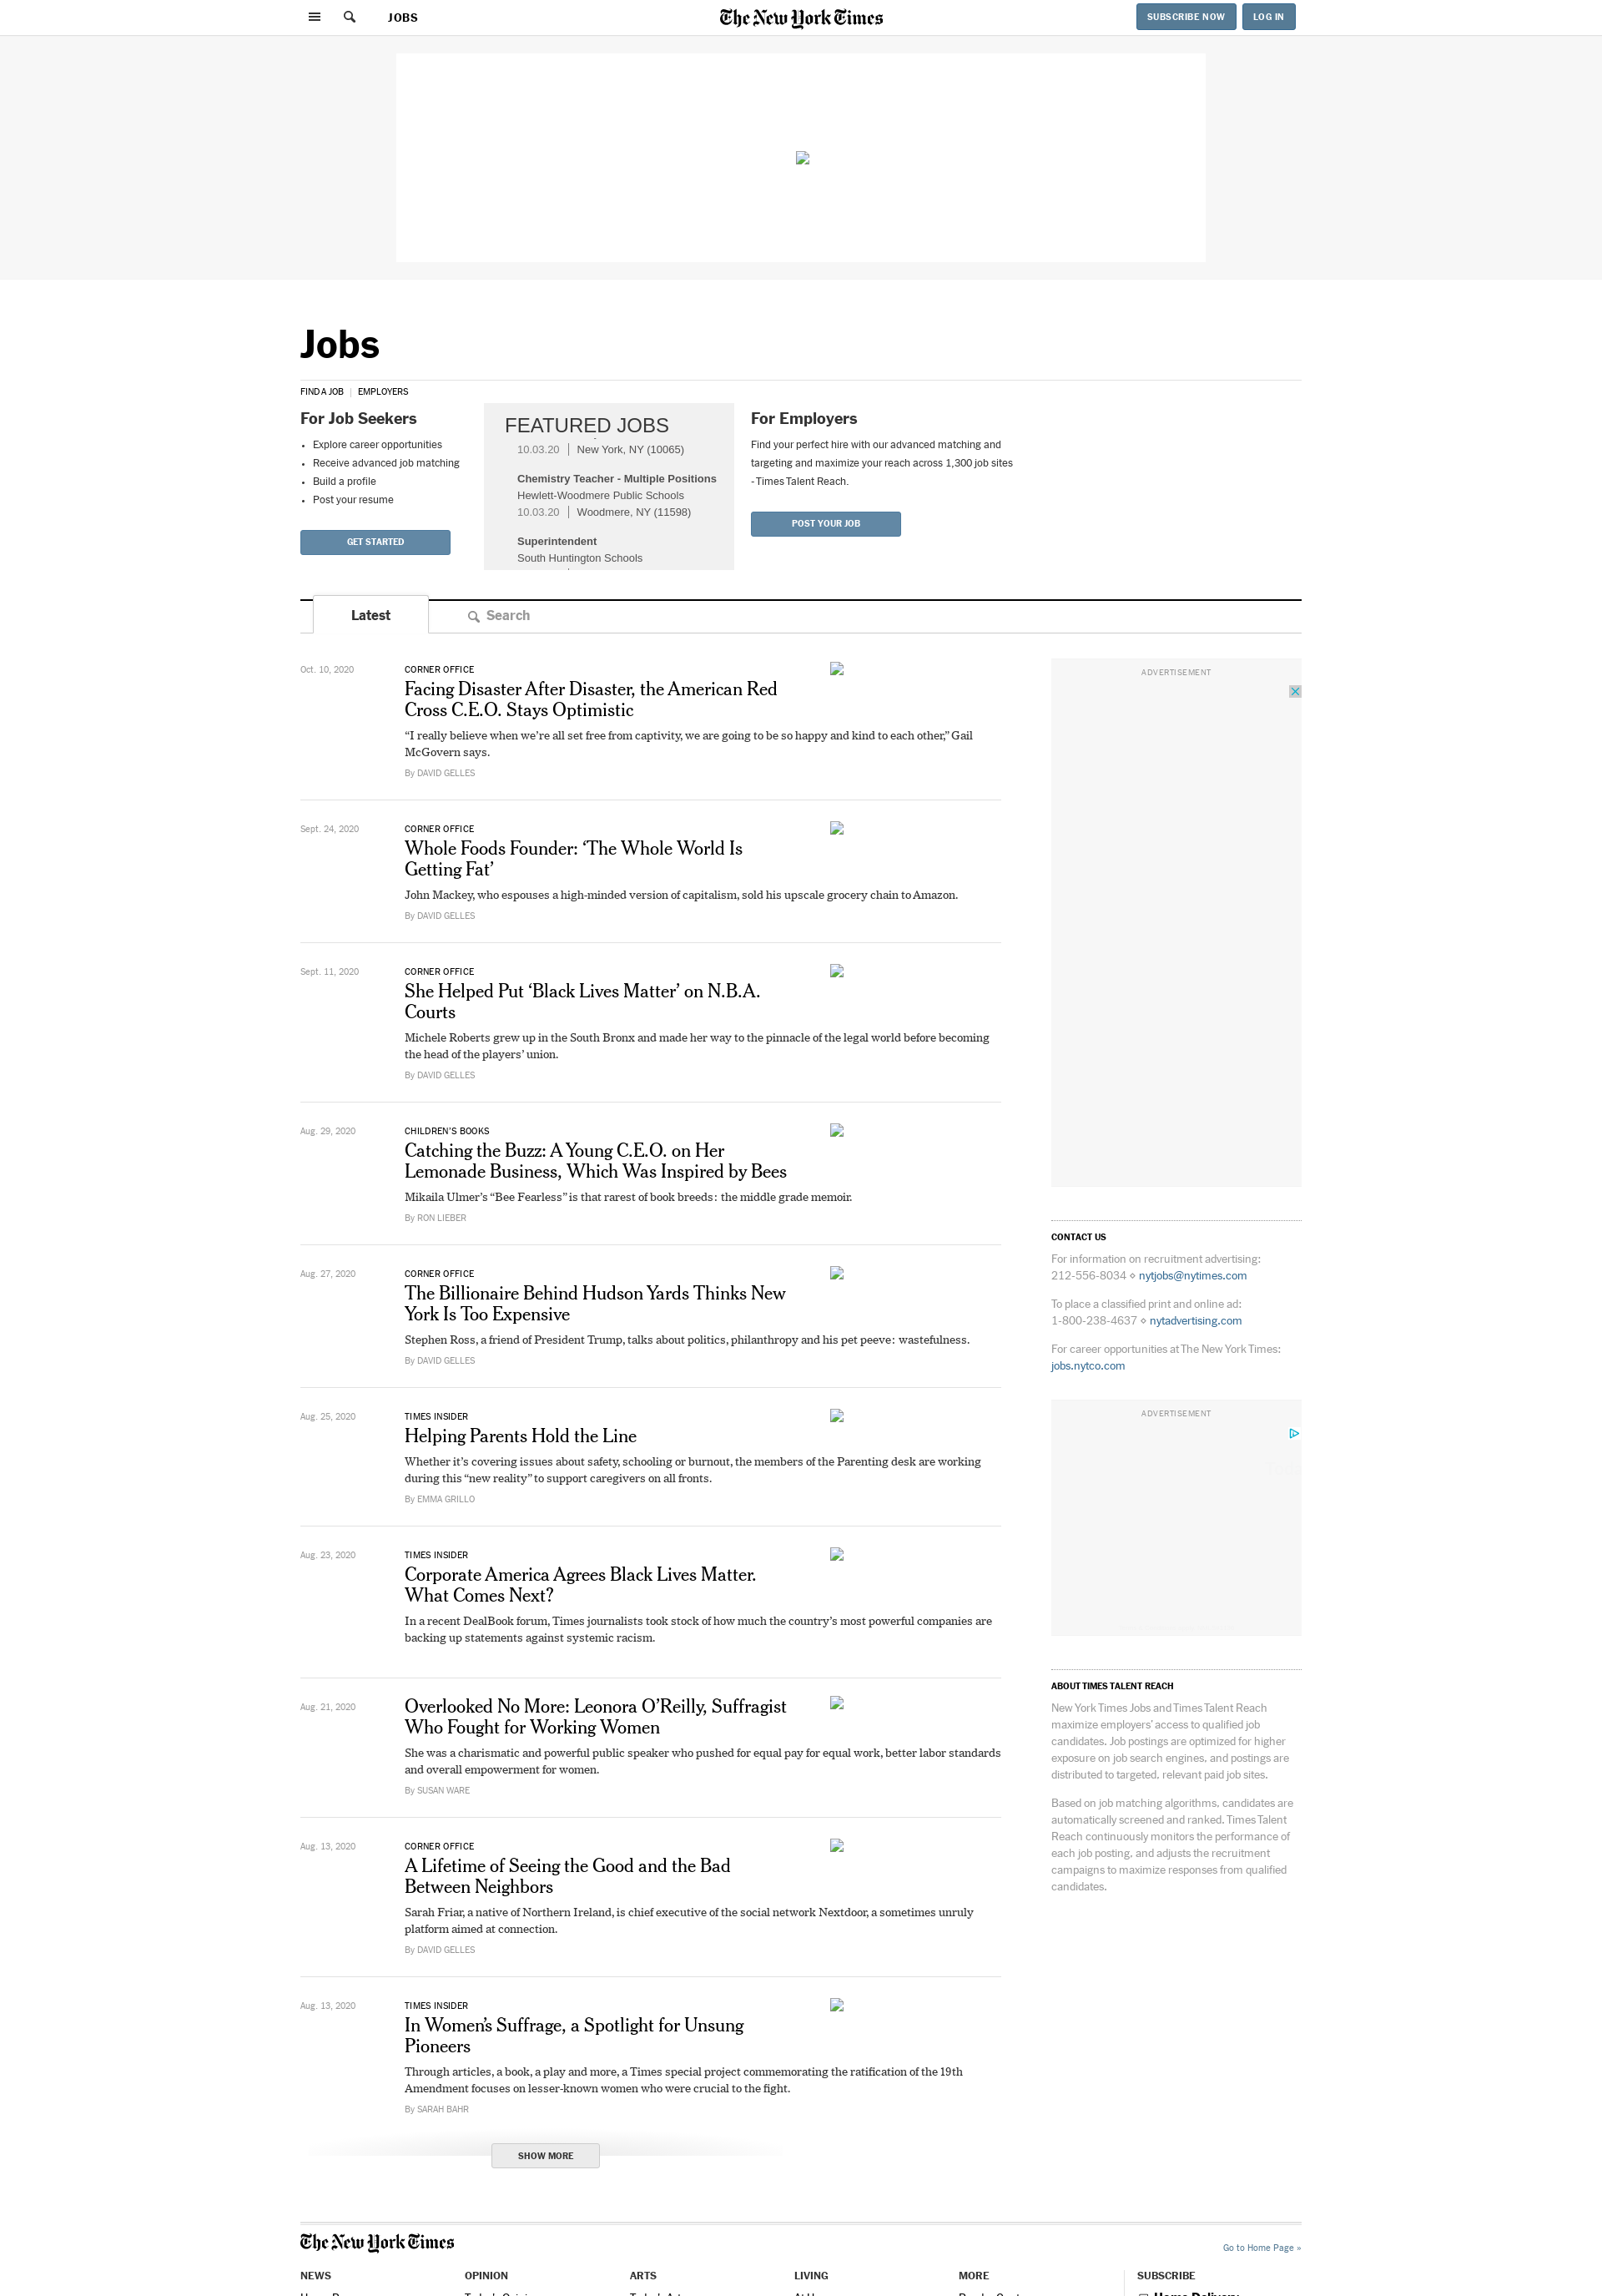 JOBS
The New York Times
SUBSCRIBE NOW
LOG IN
Jobs
FIND A JOB | EMPLOYERS
For Job Seekers
• Explore career opportunities
• Receive advanced job matching
• Build a profile
• Post your resume
GET STARTED
FEATURED JOBS
10.03.20 | New York, NY (10065)
Chemistry Teacher - Multiple Positions
Hewlett-Woodmere Public Schools
10.03.20 | Woodmere, NY (11598)
Superintendent
South Huntington Schools
For Employers
Find your perfect hire with our advanced matching and
targeting and maximize your reach across 1,300 job sites
- Times Talent Reach.
POST YOUR JOB
Latest
Search
Oct. 10, 2020
CORNER OFFICE
Facing Disaster After Disaster, the American Red
Cross C.E.O. Stays Optimistic
“I really believe when we’re all set free from captivity, we are going to be so happy and kind to each other,” Gail
McGovern says.
By DAVID GELLES
Sept. 24, 2020
CORNER OFFICE
Whole Foods Founder: ‘The Whole World Is
Getting Fat’
John Mackey, who espouses a high-minded version of capitalism, sold his upscale grocery chain to Amazon.
By DAVID GELLES
Sept. 11, 2020
CORNER OFFICE
She Helped Put ‘Black Lives Matter’ on N.B.A.
Courts
Michele Roberts grew up in the South Bronx and made her way to the pinnacle of the legal world before becoming
the head of the players’ union.
By DAVID GELLES
Aug. 29, 2020
CHILDREN’S BOOKS
Catching the Buzz: A Young C.E.O. on Her
Lemonade Business, Which Was Inspired by Bees
Mikaila Ulmer’s “Bee Fearless” is that rarest of book breeds: the middle grade memoir.
By RON LIEBER
Aug. 27, 2020
CORNER OFFICE
The Billionaire Behind Hudson Yards Thinks New
York Is Too Expensive
Stephen Ross, a friend of President Trump, talks about politics, philanthropy and his pet peeve: wastefulness.
By DAVID GELLES
Aug. 25, 2020
TIMES INSIDER
Helping Parents Hold the Line
Whether it’s covering issues about safety, schooling or burnout, the members of the Parenting desk are working
during this “new reality” to support caregivers on all fronts.
By EMMA GRILLO
Aug. 23, 2020
TIMES INSIDER
Corporate America Agrees Black Lives Matter.
What Comes Next?
In a recent DealBook forum, Times journalists took stock of how much the country’s most powerful companies are
backing up statements against systemic racism.
Aug. 21, 2020
Overlooked No More: Leonora O’Reilly, Suffragist
Who Fought for Working Women
She was a charismatic and powerful public speaker who pushed for equal pay for equal work, better labor standards
and overall empowerment for women.
By SUSAN WARE
Aug. 13, 2020
CORNER OFFICE
A Lifetime of Seeing the Good and the Bad
Between Neighbors
Sarah Friar, a native of Northern Ireland, is chief executive of the social network Nextdoor, a sometimes unruly
platform aimed at connection.
By DAVID GELLES
Aug. 13, 2020
TIMES INSIDER
In Women’s Suffrage, a Spotlight for Unsung
Pioneers
Through articles, a book, a play and more, a Times special project commemorating the ratification of the 19th
Amendment focuses on lesser-known women who were crucial to the fight.
By SARAH BAHR
SHOW MORE
ADVERTISEMENT
CONTACT US
For information on recruitment advertising:
212-556-8034 ⋄ nytjobs@nytimes.com
To place a classified print and online ad:
1-800-238-4637 ⋄ nytadvertising.com
For career opportunities at The New York Times:
jobs.nytco.com
ADVERTISEMENT
ABOUT TIMES TALENT REACH
New York Times Jobs and Times Talent Reach
maximize employers’ access to qualified job
candidates. Job postings are optimized for higher
exposure on job search engines, and postings are
distributed to targeted, relevant paid job sites.
Based on job matching algorithms, candidates are
automatically screened and ranked. Times Talent
Reach continuously monitors the performance of
each job posting, and adjusts the recruitment
campaigns to maximize responses from qualified
candidates.
The New York Times
Go to Home Page »
NEWS
OPINION
ARTS
LIVING
MORE
SUBSCRIBE